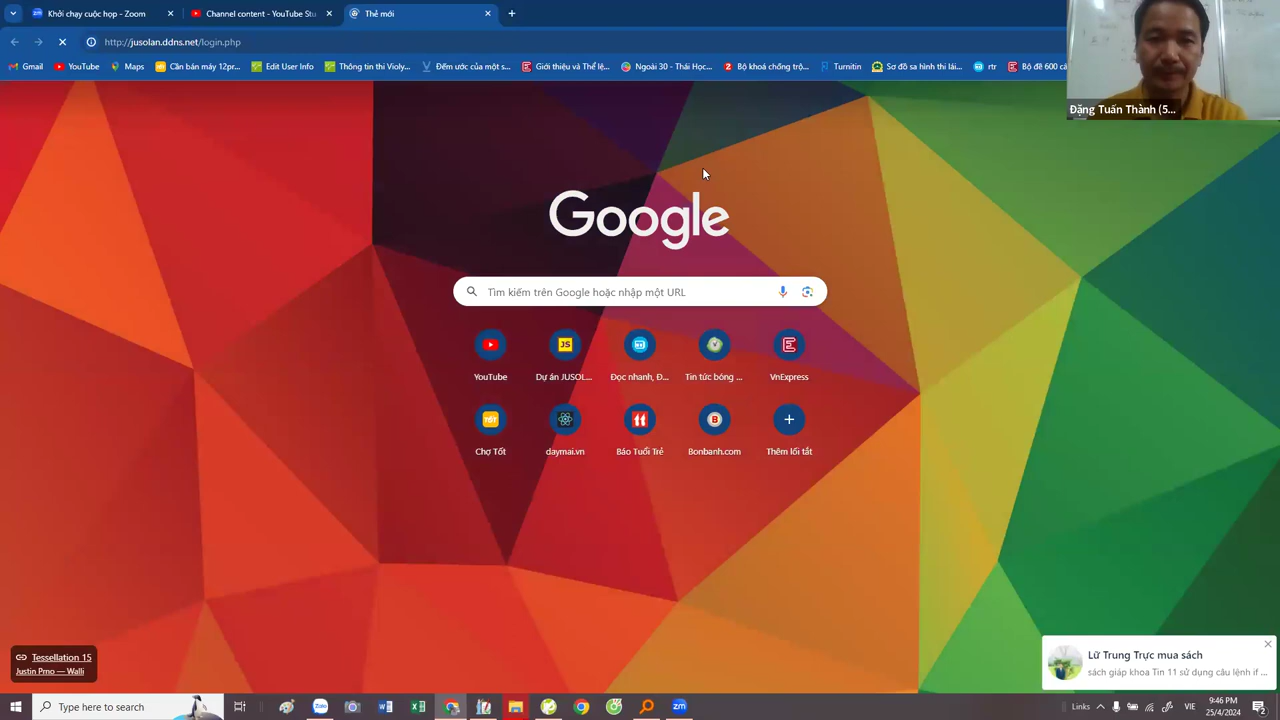 Khởi chạy cuộc họp - Zoom
Channel content - YouTube Stu
Thẻ mới
http://jusolan.ddns.net/login.php
Gmail
YouTube
Maps
Cần bán máy 12pr...
Edit User Info
Thông tin thi Violy...
Đếm ước của một s...
Giới thiệu và Thể lệ...
Ngoài 30 - Thái Học...
Bộ khoá chống trộ...
Turnitin
Sơ đồ sa hình thi lái...
rtr
Bộ đề 600 câ
Đặng Tuấn Thành (5...
Google
Tìm kiếm trên Google hoặc nhập một URL
YouTube
JS
Dự án JUSOL...
Đọc nhanh, Đ...
Tin tức bóng ...
VnExpress
TỐT
Chợ Tốt
daymai.vn
Báo Tuổi Trẻ
B
Bonbanh.com
Thêm lối tắt
Tessellation 15
Justin Prno — Walli
Lữ Trung Trực mua sách
sách giáp khoa Tin 11 sử dụng câu lệnh if ...
Type here to search
Zalo
zm
Links
VIE
9:46 PM
25/4/2024
2